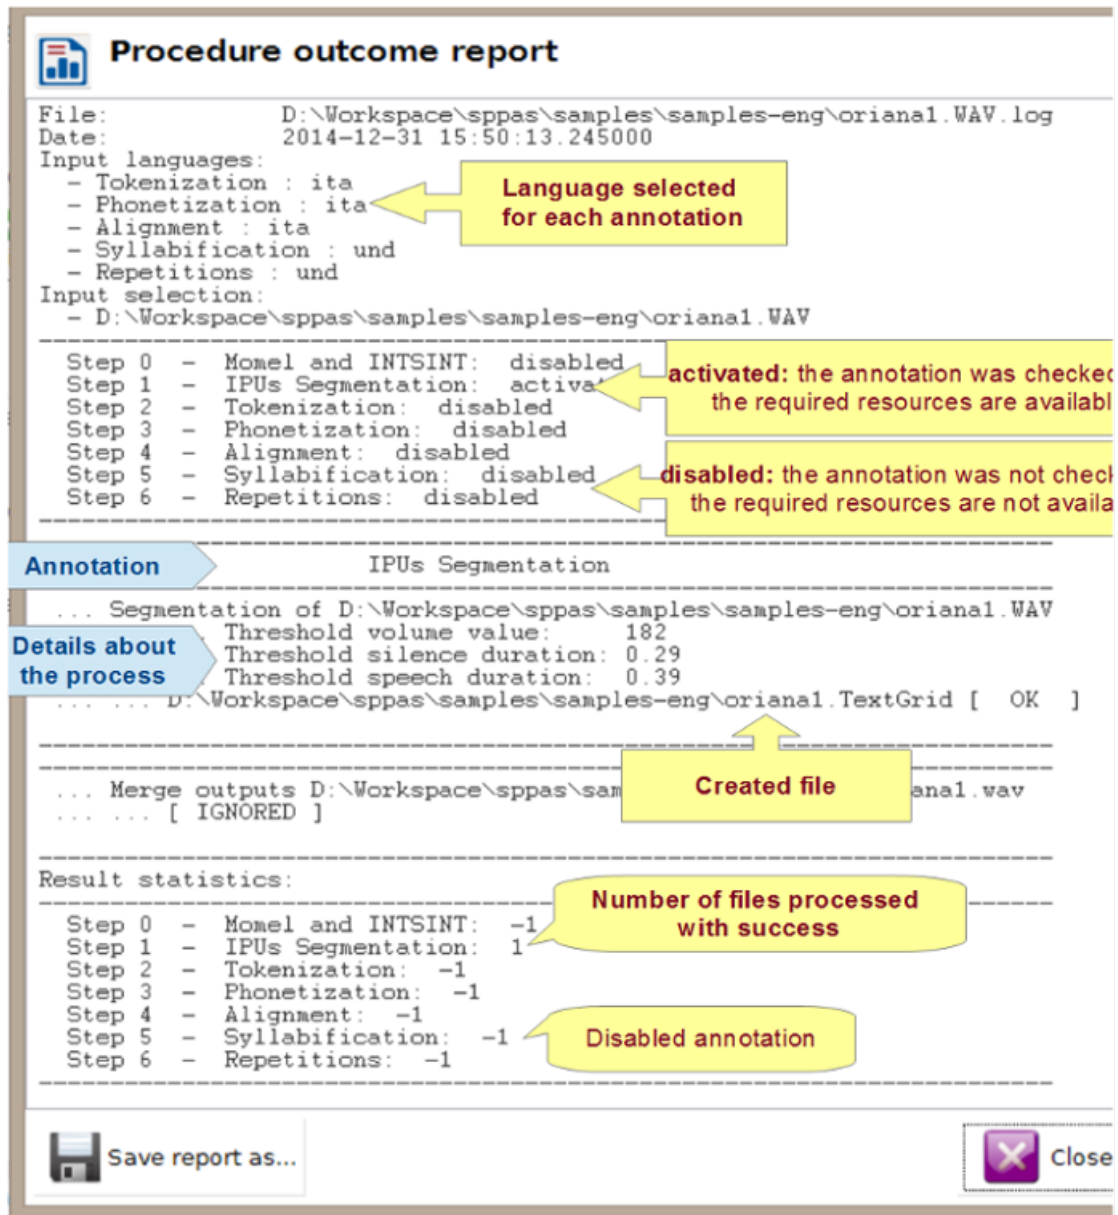 Procedure outcome report
File: D:\Workspace\sppas\samples\samples-eng\oriana1.WAV.log
Date: 2014-12-31 15:50:13.245000
Input languages:
- Tokenization : ita
- Phonetization : ita
- Alignment : ita
- Syllabification : und
- Repetitions : und
Language selected
for each annotation
Input selection:
- D:\Workspace\sppas\samples\samples-eng\oriana1.WAV
Step 0 - Momel and INTSINT: disabled
Step 1 - IPUs Segmentation:
Step 2 - Tokenization: disabled
Step 3 - Phonetization: disabled
Step 4 - Alignment: disabled
Step 5 - Syllabification: disabled
Step 6 - Repetitions: disabled
activated: the annotation was checked
the required resources are
disabled: the annotation was not
the required resources are not
Annotation
IPUs Segmentation
... Segmentation of D:\Workspace\sppas\samples\samples-eng\oriana1.WAV
Details about
the process
Threshold volume value: 182
Threshold silence duration: 0.29
Threshold speech duration: 0.39
... ... D:\Workspace\sppas\samples\samples-eng\oriana1.TextGrid [ OK ]
Created file
... Merge outputs
... ... [ IGNORED ]
Result statistics:
Number of files processed
with success
Step 0 - Momel and INTSINT: -1
Step 1 - IPUs Segmentation: 1
Step 2 - Tokenization: -1
Step 3 - Phonetization: -1
Step 4 - Alignment: -1
Step 5 - Syllabification: -1
Step 6 - Repetitions: -1
Disabled annotation
Save report as...
Close